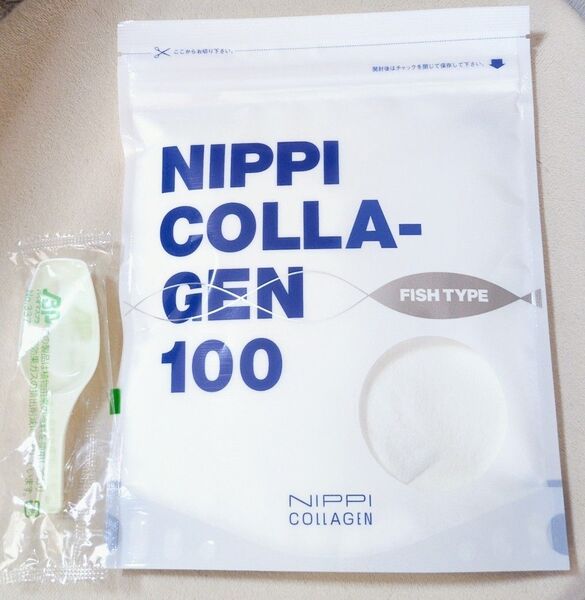 ここからお切り下さい。
開封後はチャックを閉じて保存して下さい。
NIPPI
COLLA-
GEN
100
FISH TYPE
NIPPI
COLLAGEN